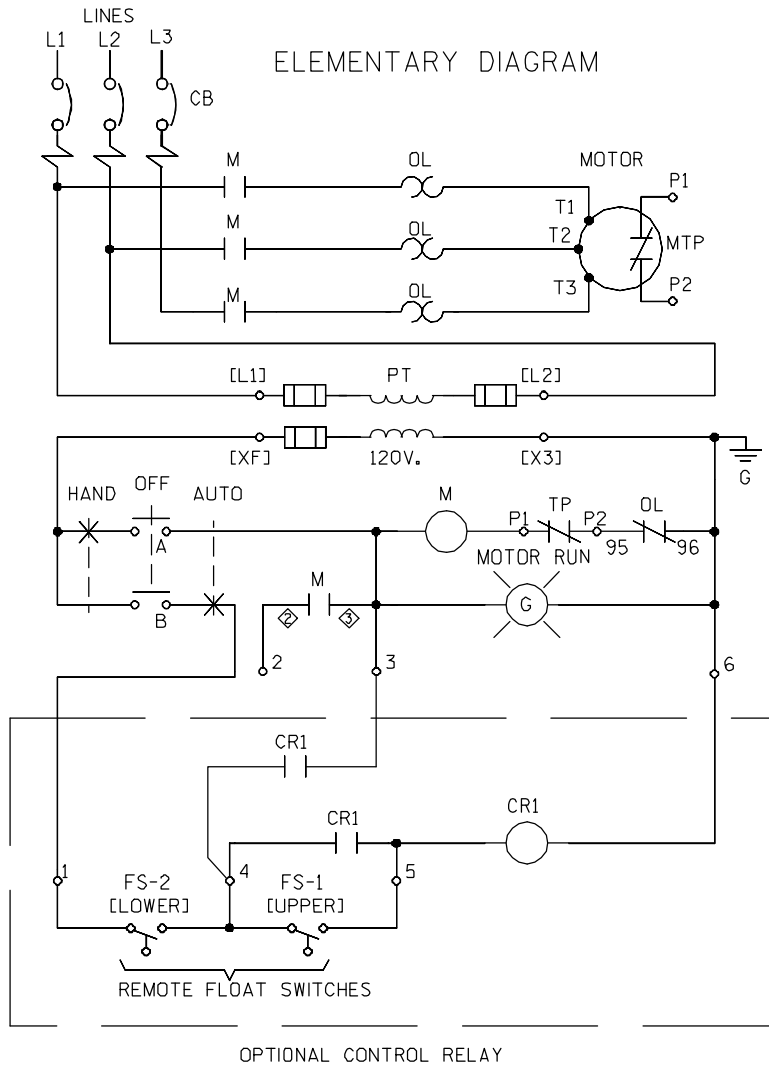 LINES
L1 L2 L3
ELEMENTARY DIAGRAM
CB
M OL MOTOR
P1
T1
M OL T2
MTP
M OL T3
P2
[L1] PT [L2]
[XF] 120V. [X3]
G
HAND OFF AUTO
M
A
P1 TP P2 OL
95 96
MOTOR RUN
M
B
2 3
G
2 3 6
CR1
CR1 CR1
1 4 5
FS-2 FS-1
[LOWER] [UPPER]
REMOTE FLOAT SWITCHES
OPTIONAL CONTROL RELAY